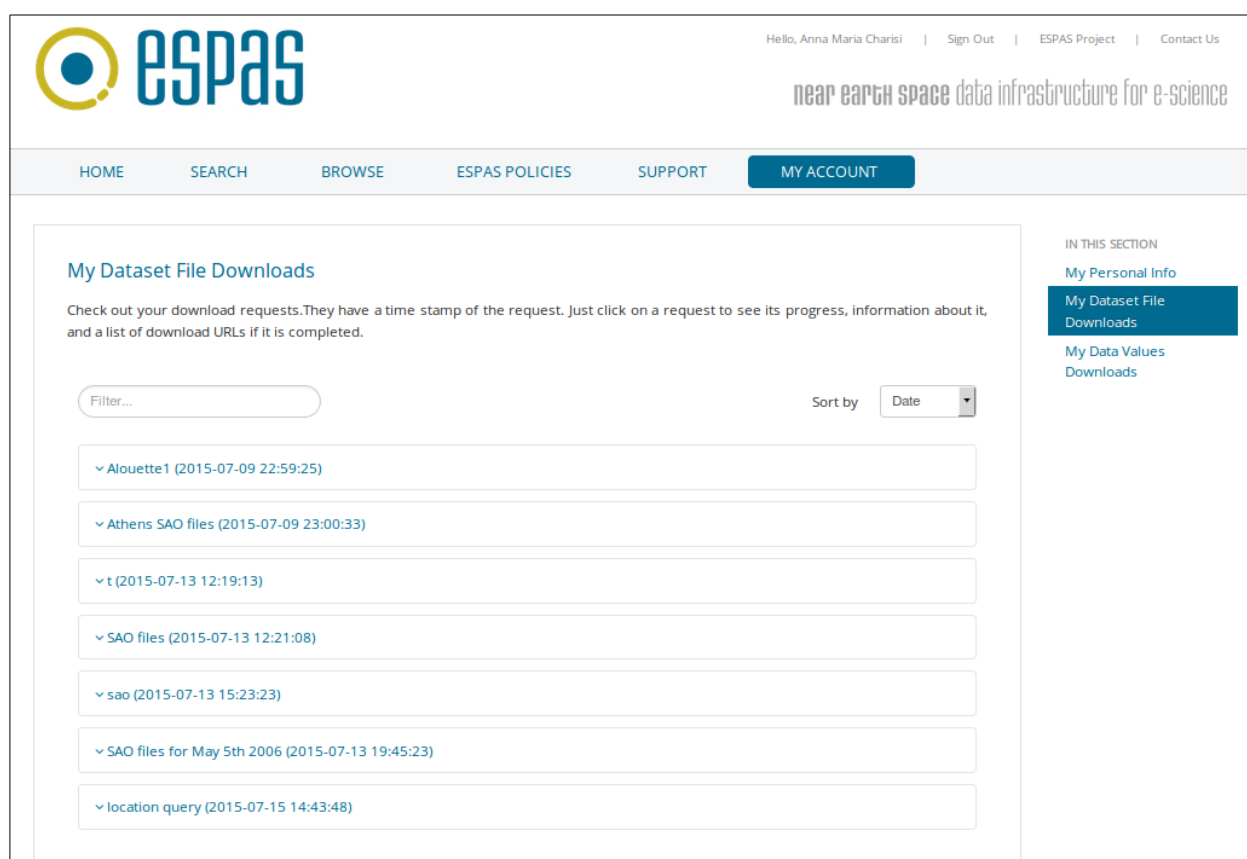 espas
Hello, Anna Maria Charisi | Sign Out | ESPAS Project | Contact Us
near earth space data infrastructure for e-science
HOME SEARCH BROWSE ESPAS POLICIES SUPPORT MY ACCOUNT
My Dataset File Downloads
Check out your download requests.They have a time stamp of the request. Just click on a request to see its progress, information about it,
and a list of download URLs if it is completed.
Filter...
Sort by Date
Alouette1 (2015-07-09 22:59:25)
Athens SAO files (2015-07-09 23:00:33)
t (2015-07-13 12:19:13)
SAO files (2015-07-13 12:21:08)
sao (2015-07-13 15:23:23)
SAO files for May 5th 2006 (2015-07-13 19:45:23)
location query (2015-07-15 14:43:48)
IN THIS SECTION
My Personal Info
My Dataset File
Downloads
My Data Values
Downloads